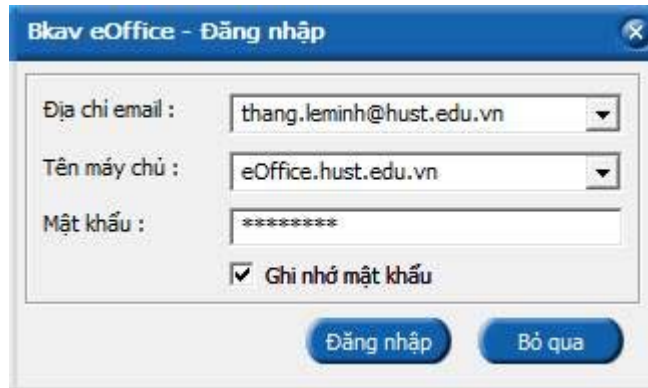 Bkav eOffice - Đăng nhập
Địa chỉ email : thang.leminh@hust.edu.vn
Tên máy chủ : eOffice.hust.edu.vn
Mật khẩu : ********
Ghi nhớ mật khẩu
Đăng nhập Bỏ qua